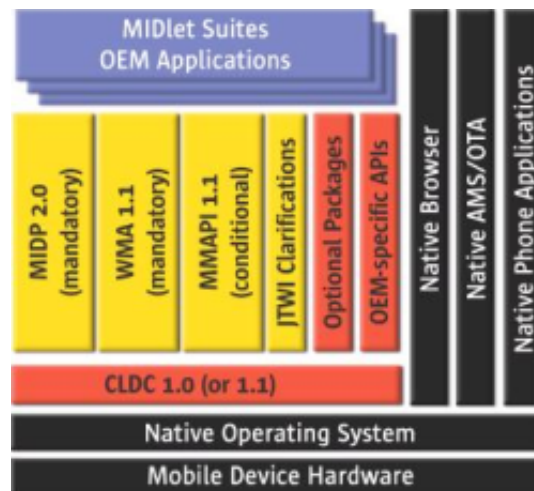 MIDlet Suites
OEM Applications
MIDP 2.0
(mandatory)
WMA 1.1
(mandatory)
MMAPI 1.1
(conditional)
JTWI Clarifications
Optional Packages
OEM-specific APIs
Native Browser
Native AMS/OTA
Native Phone Applications
CLDC 1.0 (or 1.1)
Native Operating System
Mobile Device Hardware